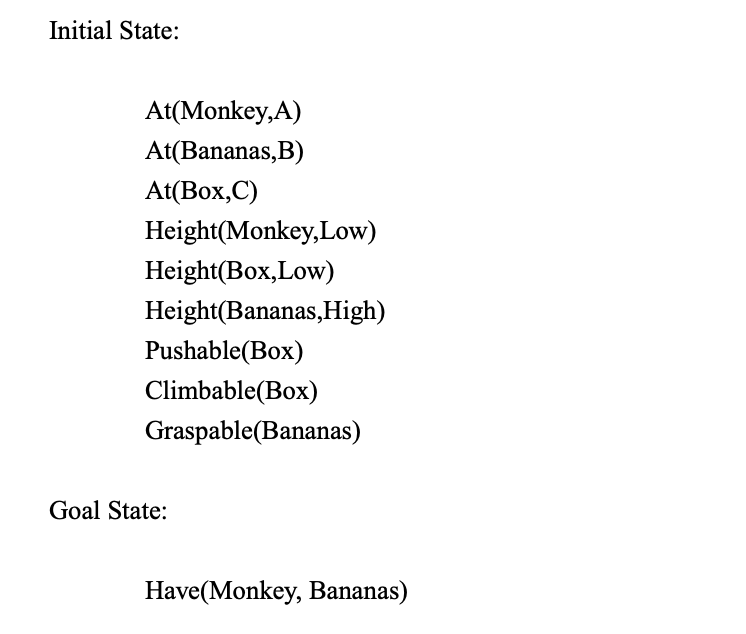 Initial State:
At(Monkey,A)
At(Bananas,B)
At(Box,C)
Height(Monkey,Low)
Height(Box,Low)
Height(Bananas,High)
Pushable(Box)
Climbable(Box)
Graspable(Bananas)
Goal State:
Have(Monkey, Bananas)